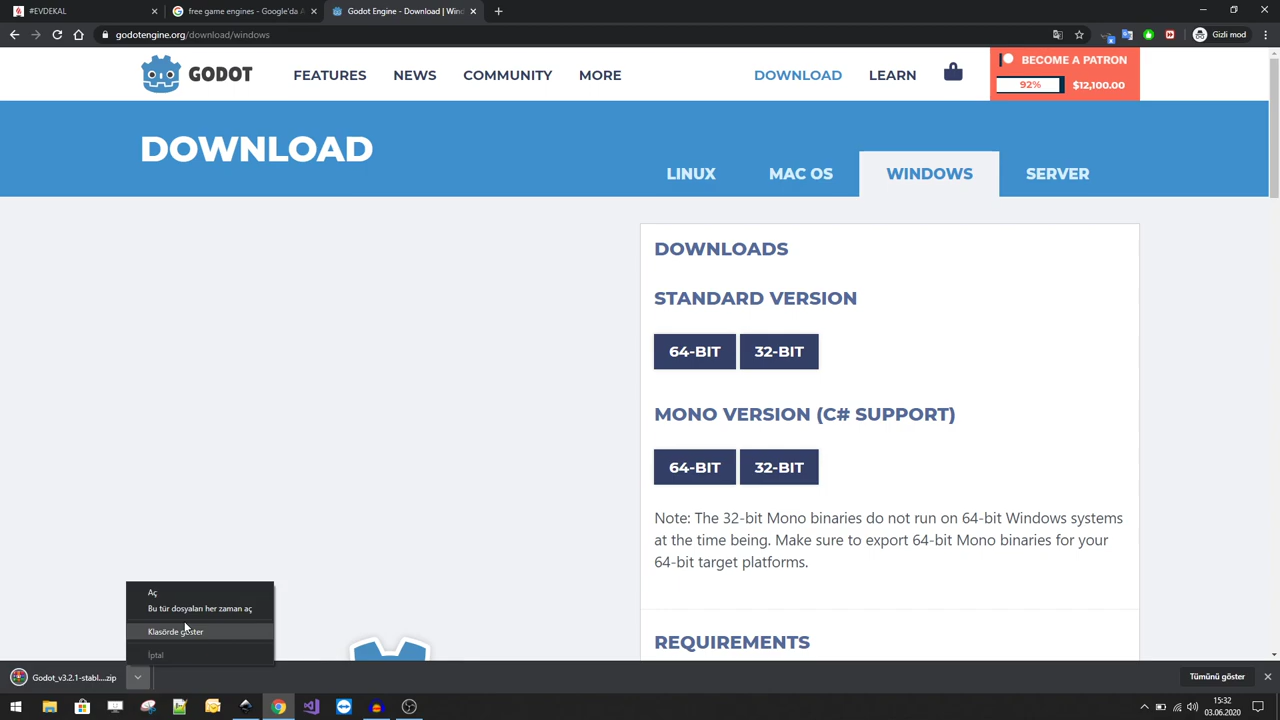 #EVDEKAL
free game engines - Google'da A
Godot Engine - Download | Win
godotengine.org/download/windows
Gizli mod
GODOT
FEATURES
NEWS
COMMUNITY
MORE
DOWNLOAD
LEARN
BECOME A PATRON
92%
$12,100.00
DOWNLOAD
LINUX
MAC OS
WINDOWS
SERVER
DOWNLOADS
STANDARD VERSION
64-BIT
32-BIT
MONO VERSION (C# SUPPORT)
64-BIT
32-BIT
Note: The 32-bit Mono binaries do not run on 64-bit Windows systems
at the time being. Make sure to export 64-bit Mono binaries for your
64-bit target platforms.
REQUIREMENTS
Aç
Bu tür dosyaları her zaman aç
Klasörde göster
İptal
Godot_v3.2.1-stabl....zip
Tümünü göster
15:32
03.06.2020